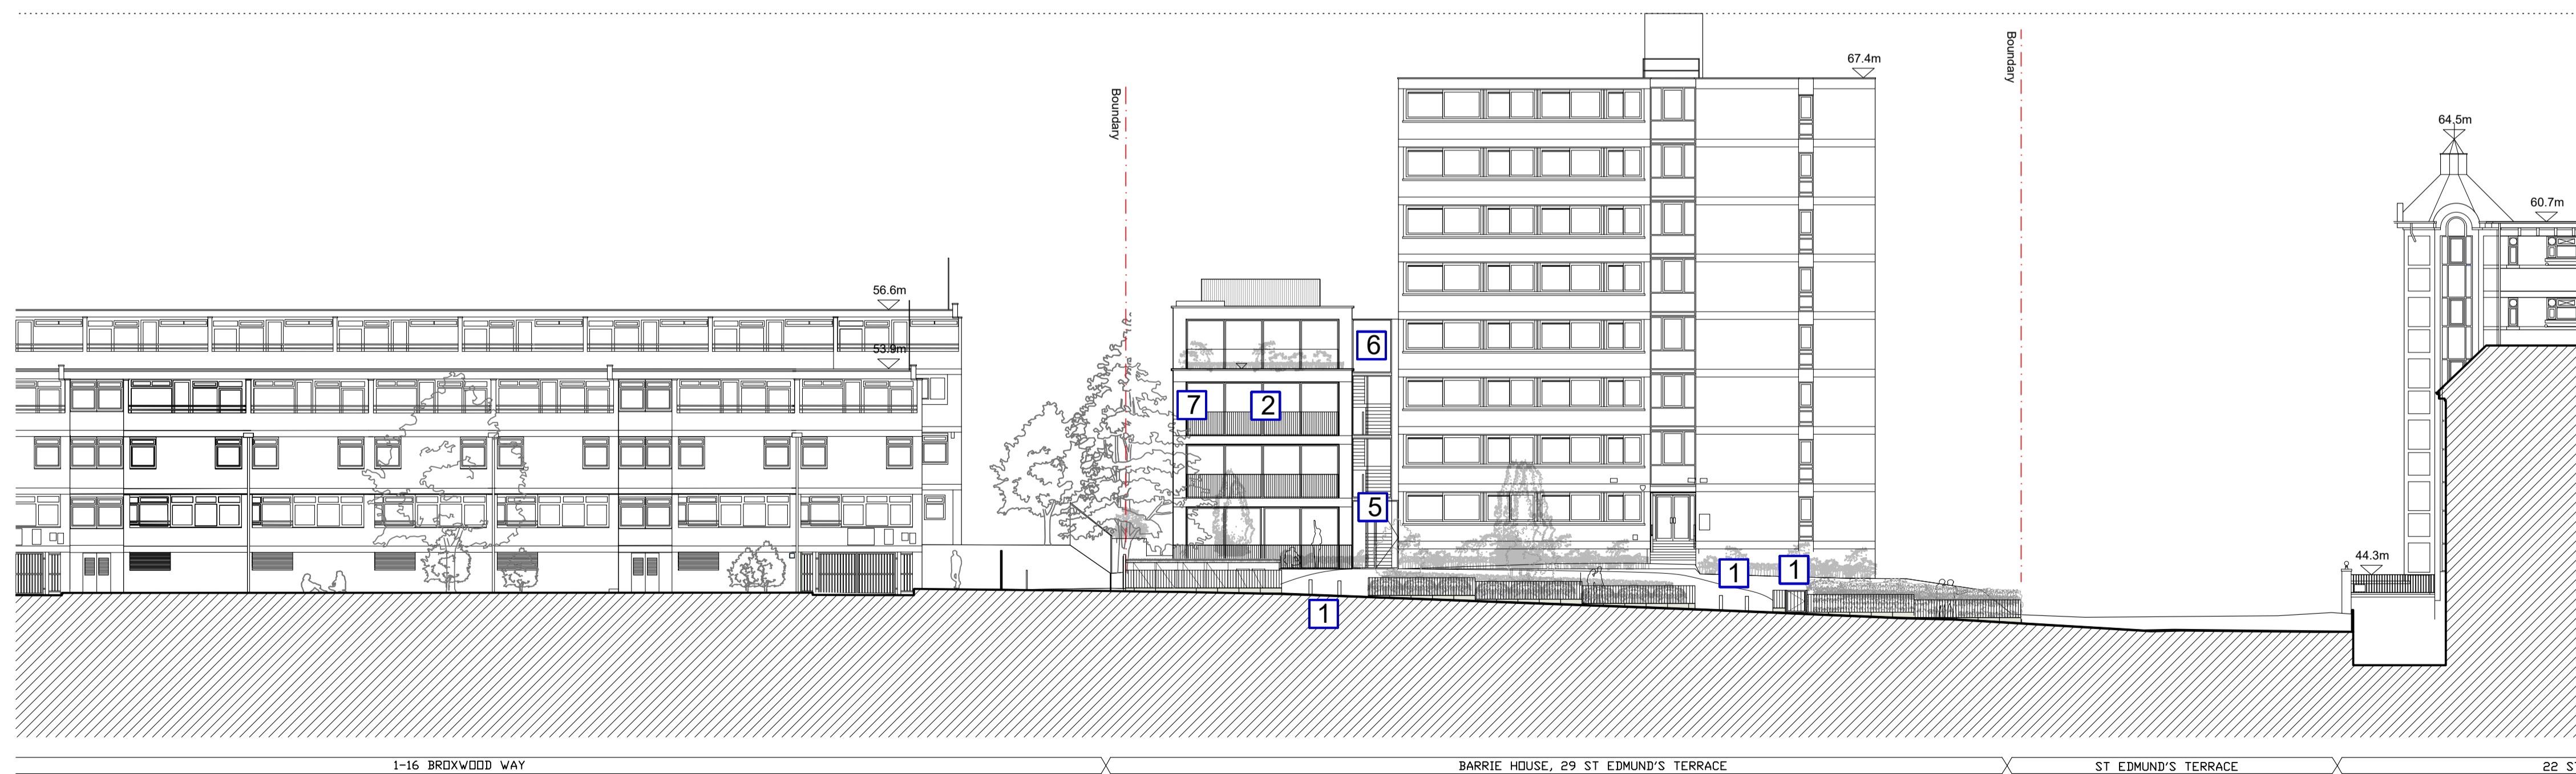 Boundary
67.4m
Boundary
64.5m
60.7m
56.6m
53.9m
6
7
2
5
44.3m
1
1
1
1-16 BROXWOOD WAY
BARRIE HOUSE, 29 ST EDMUND'S TERRACE
ST EDMUND'S TERRACE
22 S